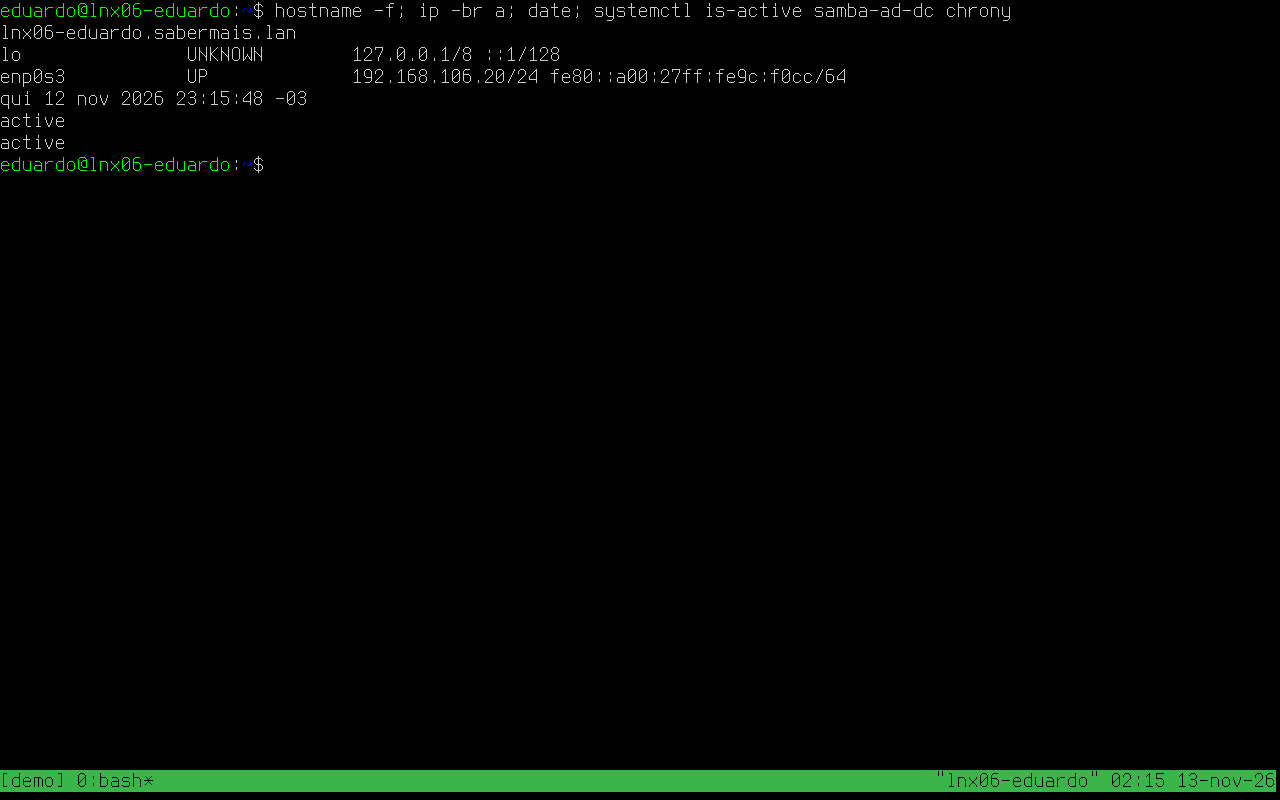 eduardo@lnx06-eduardo:~$ hostname -f; ip -br a; date; systemctl is-active samba-ad-dc chrony
lnx06-eduardo.sabermais.lan
lo               UNKNOWN        127.0.0.1/8 ::1/128
enp0s3           UP             192.168.106.20/24 fe80::a00:27ff:fe9c:f0cc/64
qui 12 nov 2026 23:15:48 -03
active
active
eduardo@lnx06-eduardo:~$
[demo] 0:bash* "lnx06-eduardo" 02:15 13-nov-26